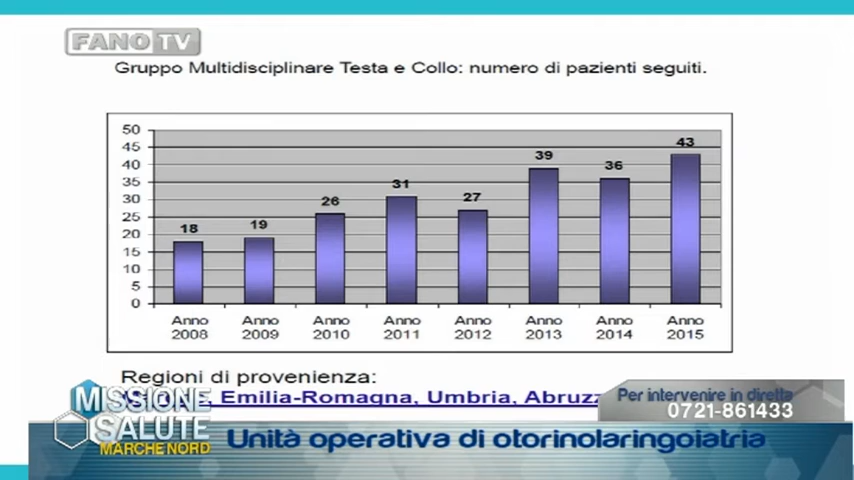 FANO TV
Gruppo Multidisciplinare Testa e Collo: numero di pazienti seguiti.
50
45
40
35
30
25
20
15
10
5
0
18
19
26
31
27
39
36
43
Anno 2008
Anno 2009
Anno 2010
Anno 2011
Anno 2012
Anno 2013
Anno 2014
Anno 2015
Regioni di provenienza:
Emilia-Romagna, Umbria,
Per intervenire in diretta
0721-861433
MISSIONE
SALUTE
MARCHE NORD
Unità operativa di otorinolaringoiatria